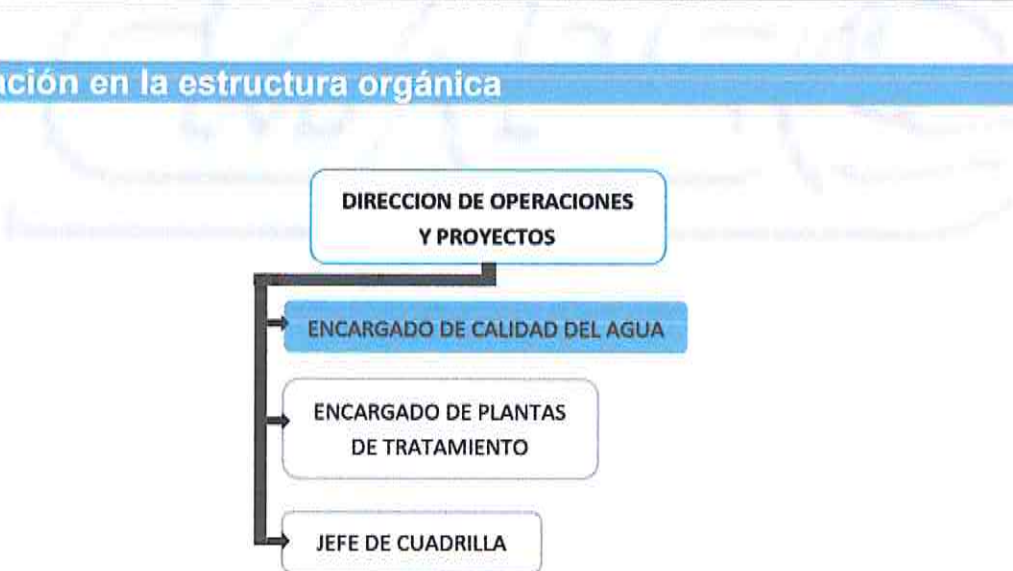 ación en la estructura orgánica
DIRECCION DE OPERACIONES
Y PROYECTOS
ENCARGADO DE CALIDAD DEL AGUA
ENCARGADO DE PLANTAS
DE TRATAMIENTO
JEFE DE CUADRILLA